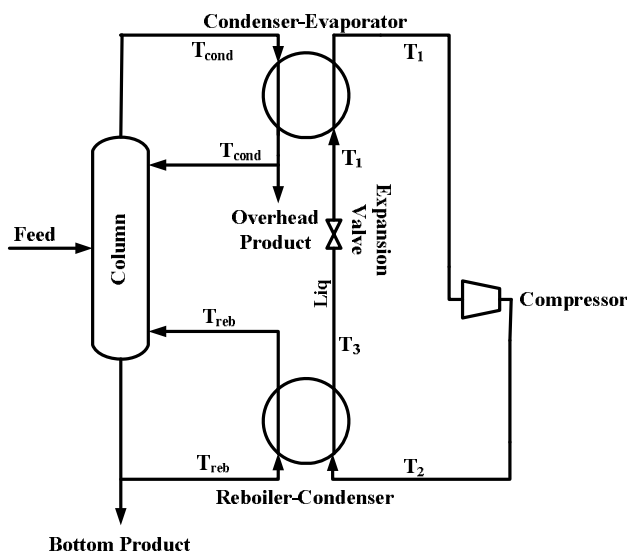 Condenser-Evaporator
Tcond
T1
Tcond
T1
Overhead
Product
Expansion
Valve
Feed
Column
Liq
Compressor
Treb
T3
Treb
T2
Reboiler-Condenser
Bottom Product